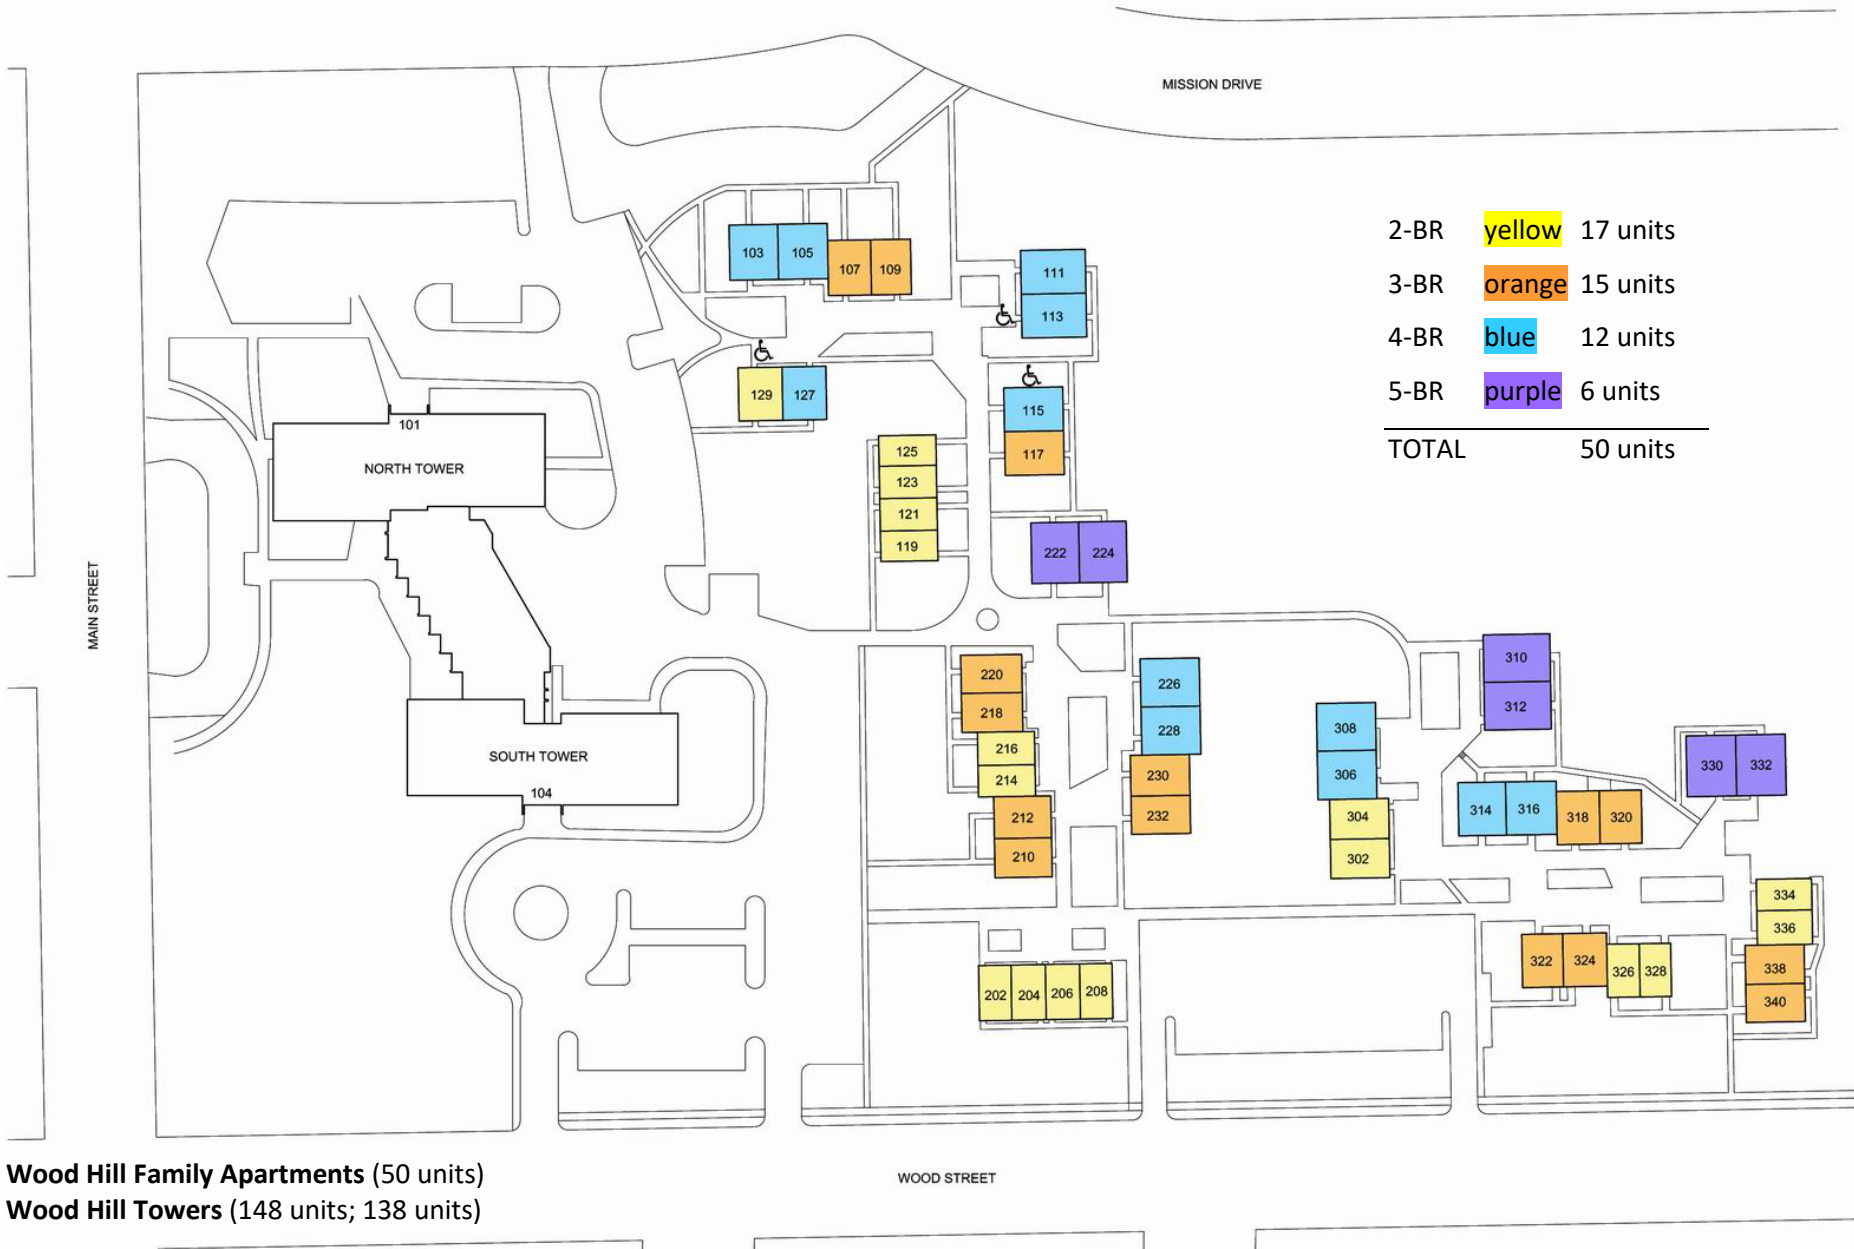 MISSION DRIVE
2-BR yellow 17 units
3-BR orange 15 units
4-BR blue 12 units
5-BR purple 6 units
TOTAL 50 units
103 105 107 109
111
113
129 127
115
117
125
123
121
119
101
NORTH TOWER
222 224
MAIN STREET
220
218
216
214
212
210
226
228
230
232
308
306
304
302
310
312
314 316 318 320
330 332
SOUTH TOWER
104
334
336
338
340
322 324 326 328
202 204 206 208
Wood Hill Family Apartments (50 units)
Wood Hill Towers (148 units; 138 units)
WOOD STREET